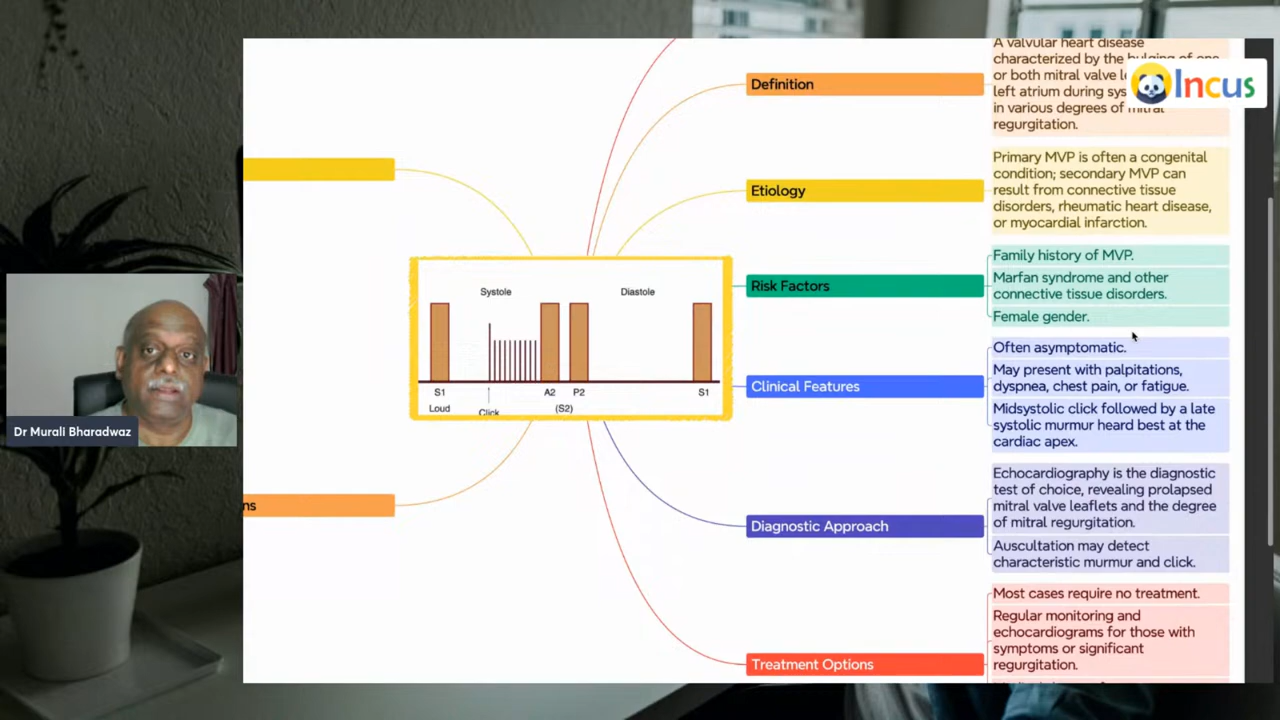 Incus
Definition
A valvular heart disease
characterized by the bulging of one
or both mitral valve
left atrium during
in various degrees of mitral
regurgitation.
Etiology
Primary MVP is often a congenital
condition; secondary MVP can
result from connective tissue
disorders, rheumatic heart disease,
or myocardial infarction.
Risk Factors
Family history of MVP.
Marfan syndrome and other
connective tissue disorders.
Female gender.
Systole
Diastole
S1
A2
P2
S1
Loud
Click
(S2)
Clinical Features
Often asymptomatic.
May present with palpitations,
dyspnea, chest pain, or fatigue.
Midsystolic click followed by a late
systolic murmur heard best at the
cardiac apex.
Dr Murali Bharadwaz
ns
Diagnostic Approach
Echocardiography is the diagnostic
test of choice, revealing prolapsed
mitral valve leaflets and the degree
of mitral regurgitation.
Auscultation may detect
characteristic murmur and click.
Treatment Options
Most cases require no treatment.
Regular monitoring and
echocardiograms for those with
symptoms or significant
regurgitation.